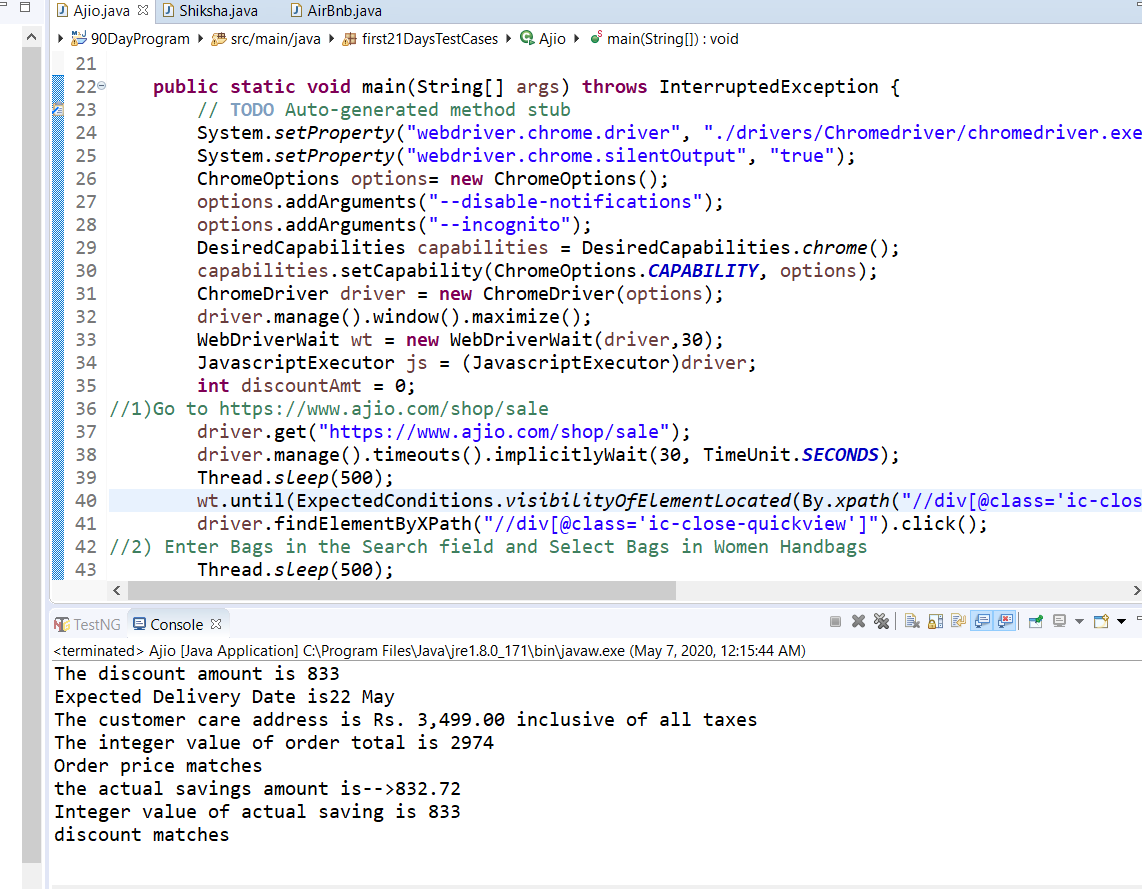 Ajio.java Shiksha.java AirBnb.java
90DayProgram src/main/java first21DaysTestCases Ajio main(String[]) : void
21
22 public static void main(String[] args) throws InterruptedException {
23 // TODO Auto-generated method stub
24 System.setProperty("webdriver.chrome.driver", "./drivers/Chromedriver/chromedriver.exe
25 System.setProperty("webdriver.chrome.silentOutput", "true");
26 ChromeOptions options= new ChromeOptions();
27 options.addArguments("--disable-notifications");
28 options.addArguments("--incognito");
29 DesiredCapabilities capabilities = DesiredCapabilities.chrome();
30 capabilities.setCapability(ChromeOptions.CAPABILITY, options);
31 ChromeDriver driver = new ChromeDriver(options);
32 driver.manage().window().maximize();
33 WebDriverWait wt = new WebDriverWait(driver,30);
34 JavascriptExecutor js = (JavascriptExecutor)driver;
35 int discountAmt = 0;
36 //1)Go to https://www.ajio.com/shop/sale
37 driver.get("https://www.ajio.com/shop/sale");
38 driver.manage().timeouts().implicitlyWait(30, TimeUnit.SECONDS);
39 Thread.sleep(500);
40 wt.until(ExpectedConditions.visibilityOfElementLocated(By.xpath("//div[@class='ic-clos
41 driver.findElementByXPath("//div[@class='ic-close-quickview']").click();
42 //2) Enter Bags in the Search field and Select Bags in Women Handbags
43 Thread.sleep(500);
TestNG Console
<terminated> Ajio [Java Application] C:\Program Files\Java\jre1.8.0_171\bin\javaw.exe (May 7, 2020, 12:15:44 AM)
The discount amount is 833
Expected Delivery Date is22 May
The customer care address is Rs. 3,499.00 inclusive of all taxes
The integer value of order total is 2974
Order price matches
the actual savings amount is-->832.72
Integer value of actual saving is 833
discount matches